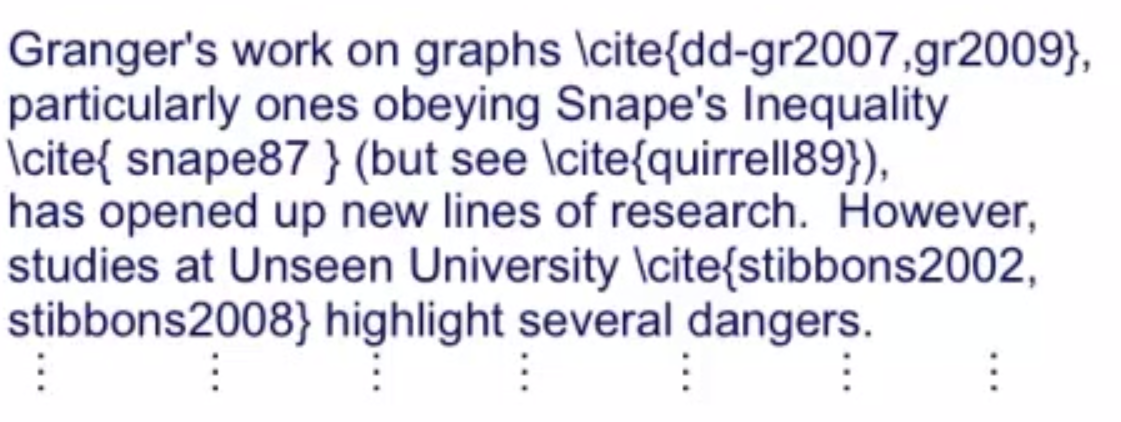 Granger's work on graphs \cite{dd-gr2007,gr2009},
particularly ones obeying Snape's Inequality
\cite{ snape87 } (but see \cite{quirrell89}),
has opened up new lines of research.  However,
studies at Unseen University \cite{stibbons2002,
stibbons2008} highlight several dangers.
⋮ ⋮ ⋮ ⋮ ⋮ ⋮ ⋮